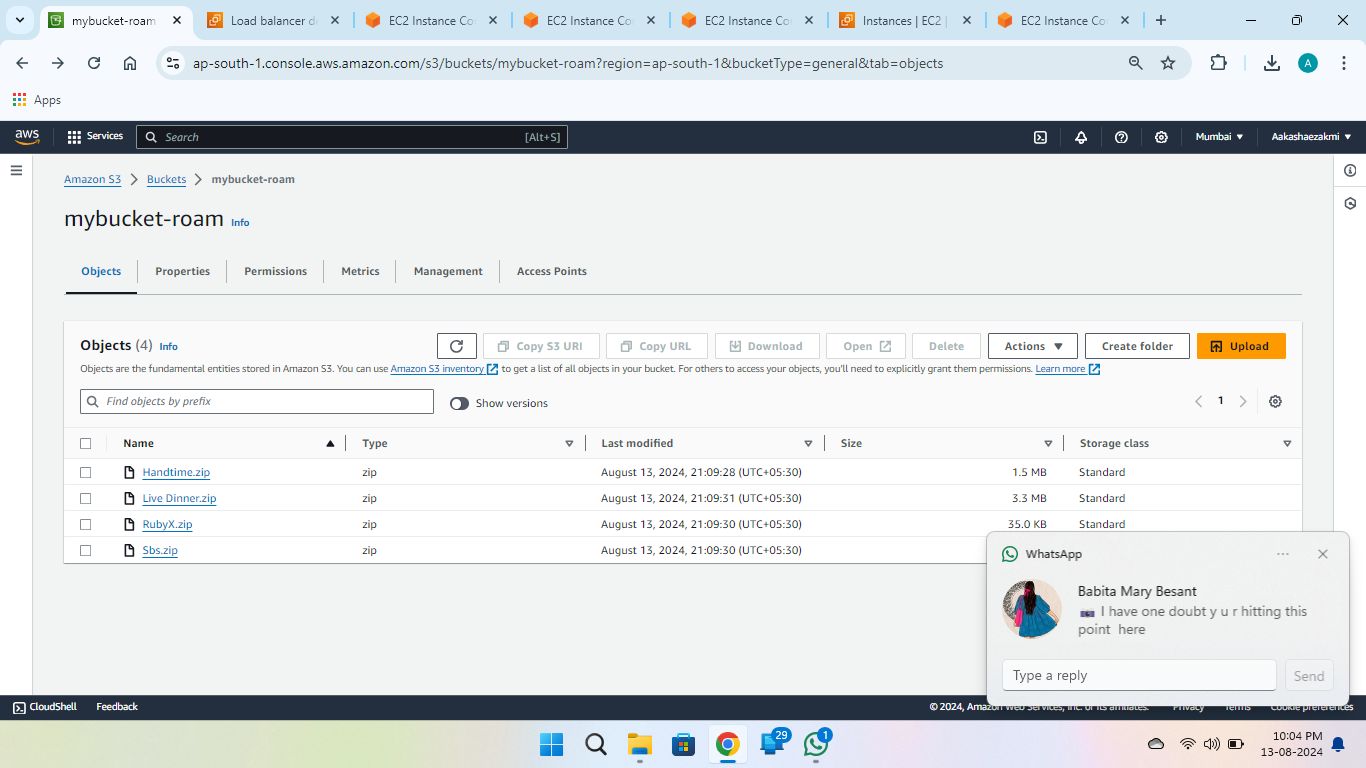 mybucket-roam
Load balancer de
EC2 Instance Co
EC2 Instance Co
EC2 Instance Co
Instances | EC2 |
EC2 Instance Co
ap-south-1.console.aws.amazon.com/s3/buckets/mybucket-roam?region=ap-south-1&bucketType=general&tab=objects
A
Apps
aws
Services
Search
[Alt+S]
Mumbai
Aakashaezakmi
Amazon S3
Buckets
mybucket-roam
mybucket-roam Info
Objects
Properties
Permissions
Metrics
Management
Access Points
Objects (4) Info
Copy S3 URI
Copy URL
Download
Open
Delete
Actions
Create folder
Upload
Objects are the fundamental entities stored in Amazon S3. You can use Amazon S3 inventory to get a list of all objects in your bucket. For others to access your objects, you'll need to explicitly grant them permissions. Learn more
Find objects by prefix
Show versions
1
Name Type Last modified Size Storage class
Handtime.zip zip August 13, 2024, 21:09:28 (UTC+05:30) 1.5 MB Standard
Live Dinner.zip zip August 13, 2024, 21:09:31 (UTC+05:30) 3.3 MB Standard
RubyX.zip zip August 13, 2024, 21:09:30 (UTC+05:30) 35.0 KB Standard
Sbs.zip zip August 13, 2024, 21:09:30 (UTC+05:30)
WhatsApp
Babita Mary Besant
I have one doubt y u r hitting this
point here
Type a reply
Send
CloudShell
Feedback
© 2024, Amazon Web Services, Inc. or its affiliates.
Privacy
Terms
Cookie preferences
29
1
10:04 PM
13-08-2024